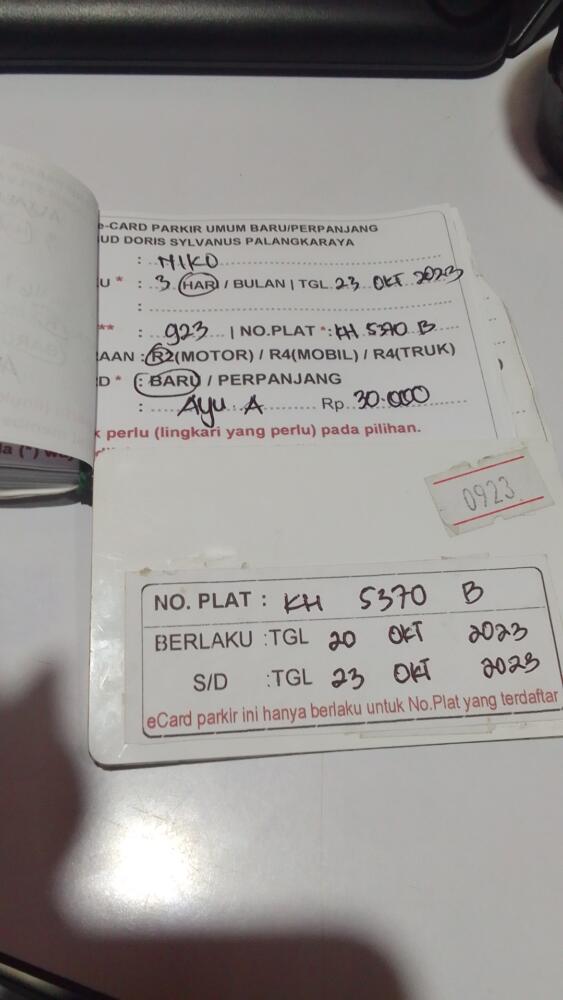 e-CARD PARKIR UMUM BARU/PERPANJANG
UD DORIS SYLVANUS PALANGKARAYA
: NIKO
U * : 3 HARI / BULAN | TGL 23 OKT 2023
:
** : 923 | NO.PLAT *: KH 5370 B
AAN : R2(MOTOR) / R4(MOBIL) / R4(TRUK)
D * : BARU / PERPANJANG
: Ayu. A Rp 30.000
k perlu (lingkari yang perlu) pada pilihan.
a (*) w
0923
NO. PLAT : KH 5370 B
BERLAKU :TGL 20 OKT 2023
S/D :TGL 23 OKT 2023
eCard parkir ini hanya berlaku untuk No.Plat yang terdaftar